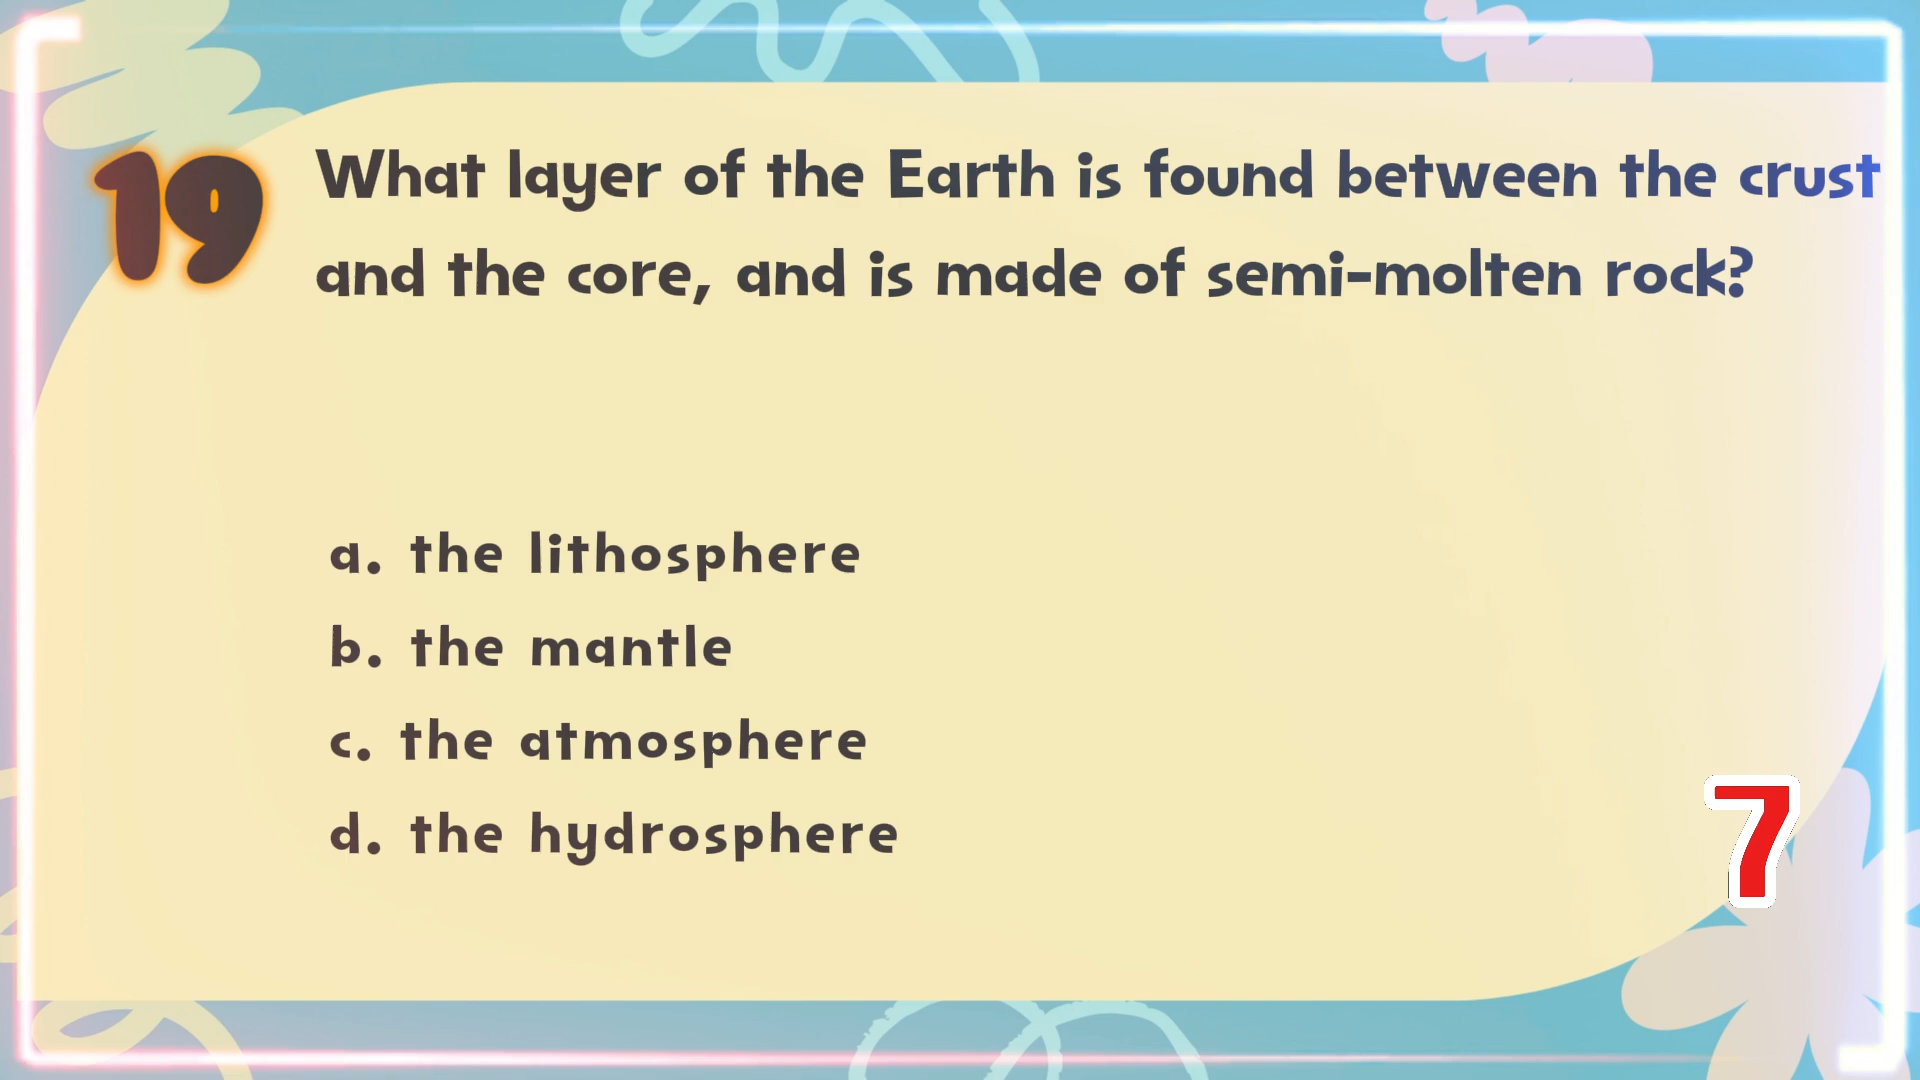 19
What layer of the Earth is found between the crust
and the core, and is made of semi-molten rock?
a. the lithosphere
b. the mantle
c. the atmosphere
d. the hydrosphere
7